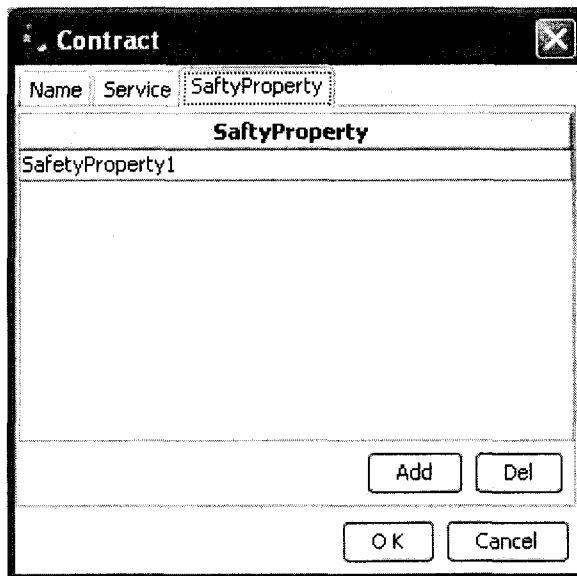 Contract
Name Service SaftyProperty
SaftyProperty
SafetyProperty1
Add Del
OK Cancel